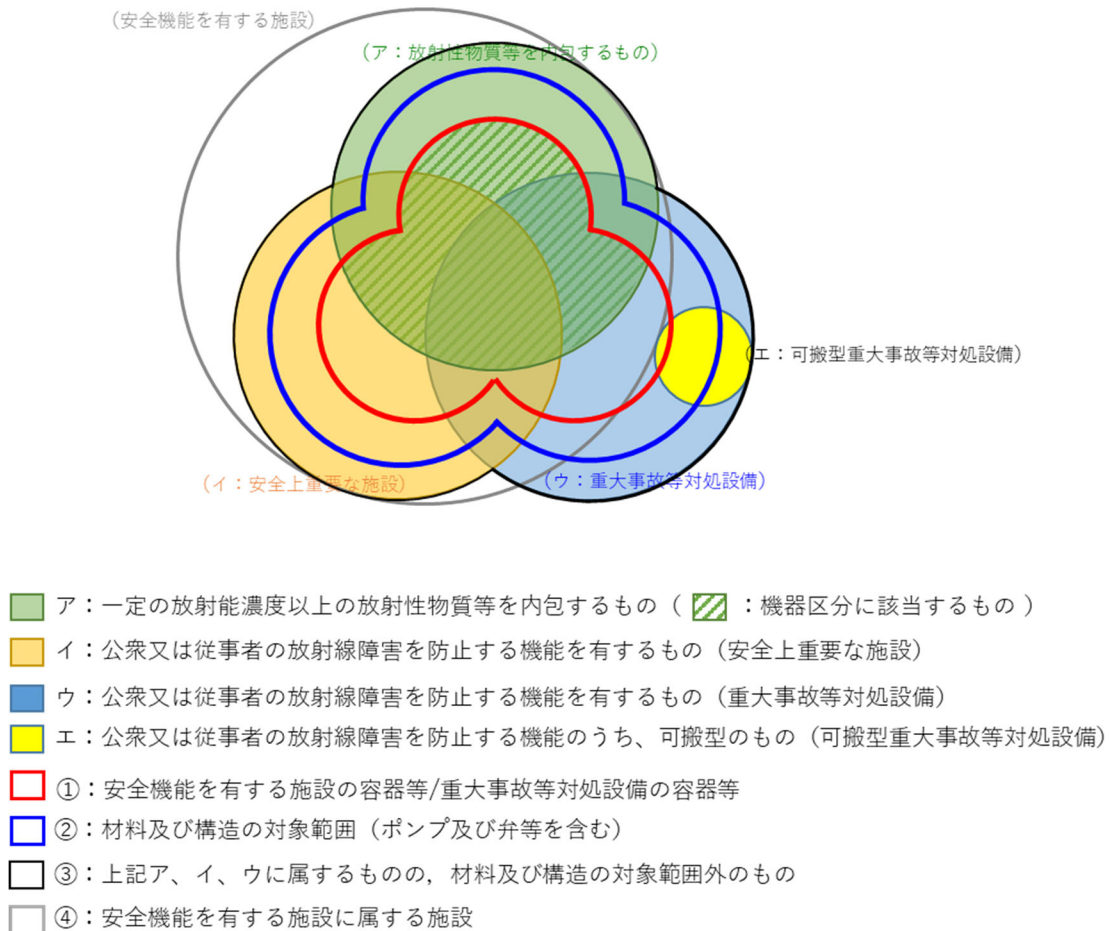 （安全機能を有する施設）
（ア：放射性物質等を内包するもの）
（エ：可搬型重大事故等対処設備）
（イ：安全上重要な施設）
（ウ：重大事故等対処設備）
ア：一定の放射能濃度以上の放射性物質等を内包するもの（ ：機器区分に該当するもの ）
イ：公衆又は従事者の放射線障害を防止する機能を有するもの（安全上重要な施設）
ウ：公衆又は従事者の放射線障害を防止する機能を有するもの（重大事故等対処設備）
エ：公衆又は従事者の放射線障害を防止する機能のうち、可搬型のもの（可搬型重大事故等対処設備）
①：安全機能を有する施設の容器等/重大事故等対処設備の容器等
②：材料及び構造の対象範囲（ポンプ及び弁等を含む）
③：上記ア、イ、ウに属するものの，材料及び構造の対象範囲外のもの
④：安全機能を有する施設に属する施設